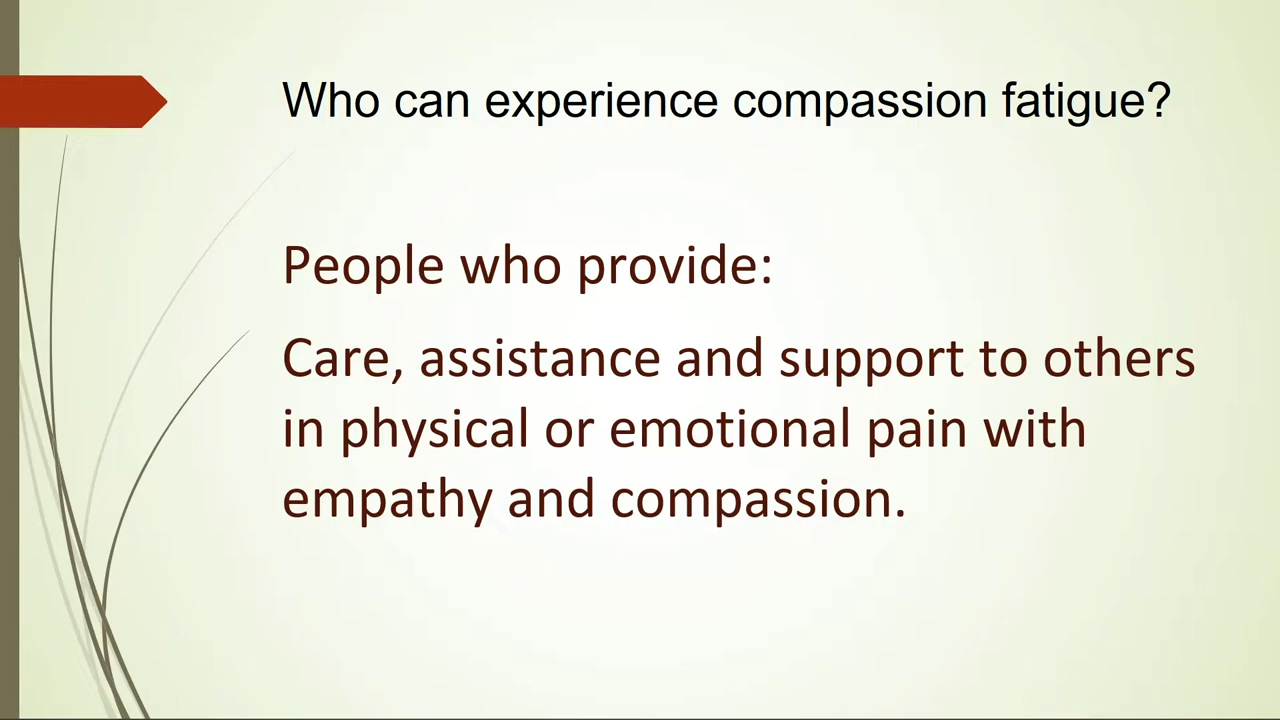 Who can experience compassion fatigue?
People who provide:
Care, assistance and support to others
in physical or emotional pain with
empathy and compassion.